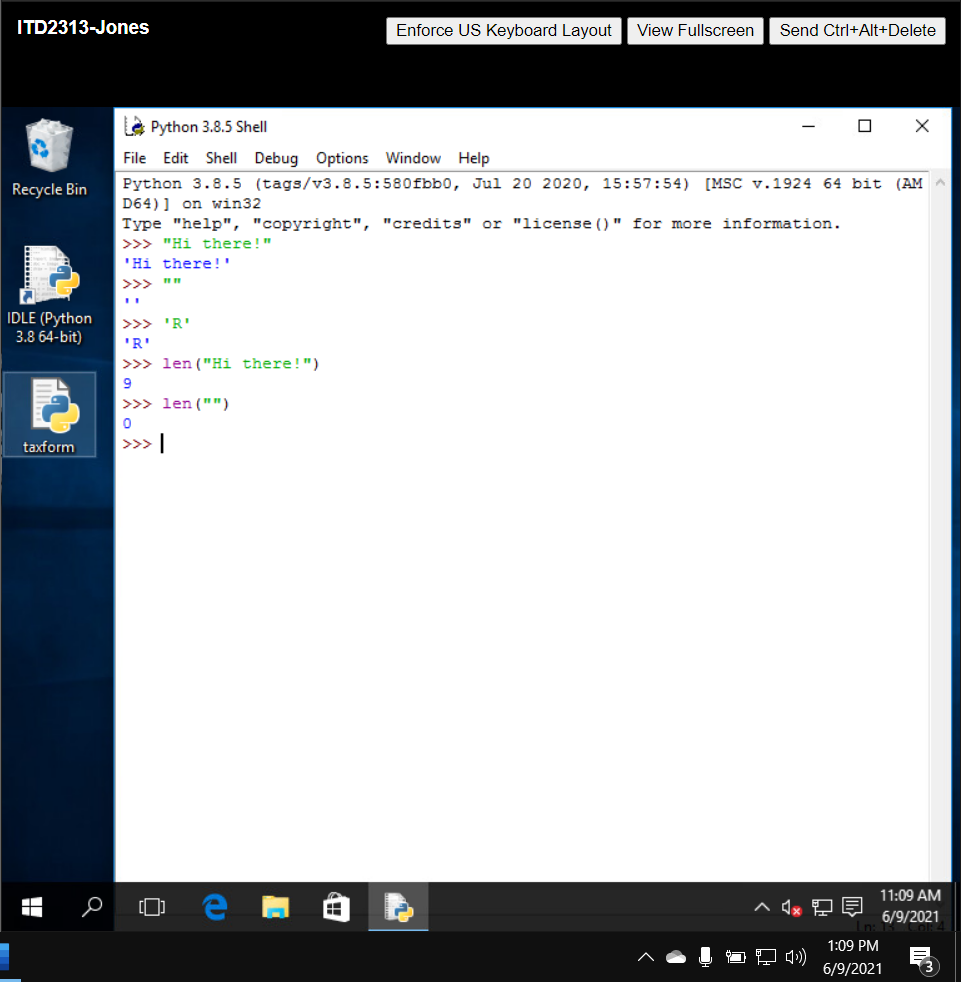 ITD2313-Jones
Enforce US Keyboard Layout
View Fullscreen
Send Ctrl+Alt+Delete
Recycle Bin
IDLE (Python
3.8 64-bit)
taxform
Python 3.8.5 Shell
File Edit Shell Debug Options Window Help
Python 3.8.5 (tags/v3.8.5:580fbb0, Jul 20 2020, 15:57:54) [MSC v.1924 64 bit (AM
D64)] on win32
Type "help", "copyright", "credits" or "license()" for more information.
>>> "Hi there!"
'Hi there!'
>>> ""
''
>>> 'R'
'R'
>>> len("Hi there!")
9
>>> len("")
0
>>>
11:09 AM
6/9/2021
Ln: 13 Col: 4
1:09 PM
6/9/2021
3